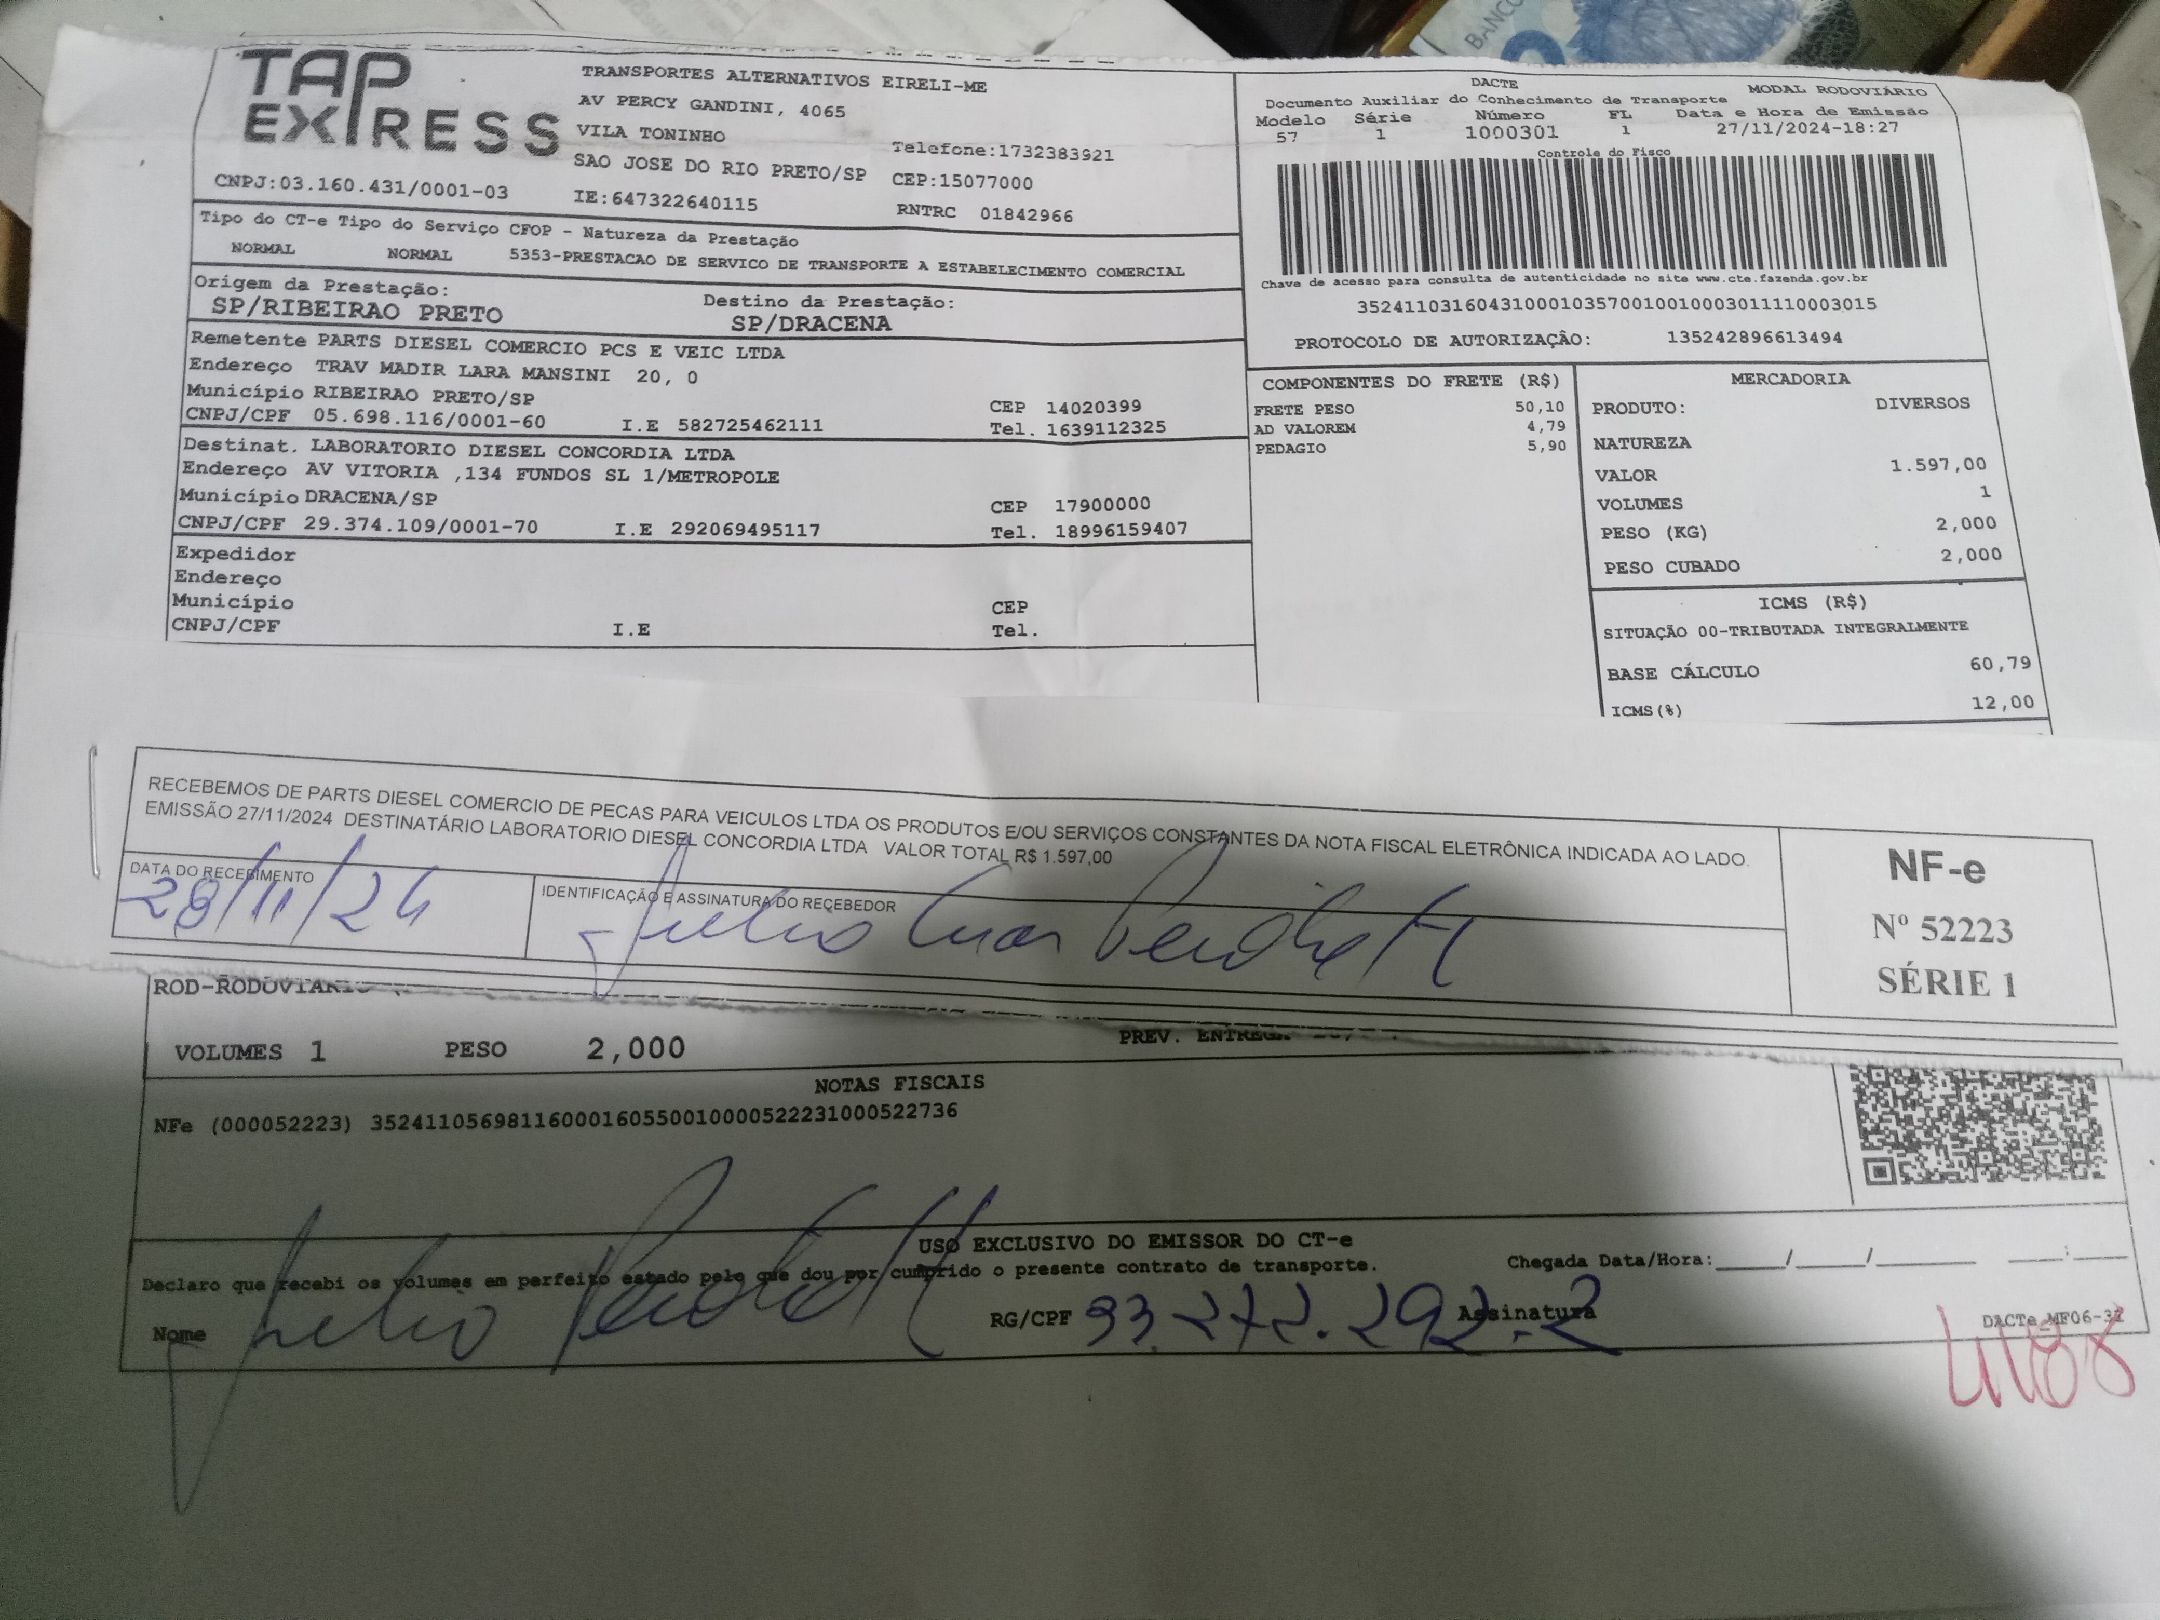 TAP EXPRESS
TRANSPORTES ALTERNATIVOS EIRELI-ME
AV PERCY GANDINI, 4065
VILA TONINHO
Telefone:1732383921
SAO JOSE DO RIO PRETO/SP CEP:15077000
CNPJ:03.160.431/0001-03 IE:647322640115 RNTRC 01842966
DACTE MODAL RODOVIÁRIO
Documento Auxiliar do Conhecimento de Transporte
Modelo Série Número FL Data e Hora de Emissão
57 1 1000301 1 27/11/2024-18:27
Controle do Fisco
Chave de acesso para consulta de autenticidade no site www.cte.fazenda.gov.br
35241103160431000103570010010003011110003015
PROTOCOLO DE AUTORIZAÇÃO: 135242896613494
Tipo do CT-e Tipo do Serviço CFOP - Natureza da Prestação
NORMAL NORMAL 5353-PRESTACAO DE SERVICO DE TRANSPORTE A ESTABELECIMENTO COMERCIAL
Origem da Prestação: Destino da Prestação:
SP/RIBEIRAO PRETO SP/DRACENA
Remetente PARTS DIESEL COMERCIO PCS E VEIC LTDA
Endereço TRAV MADIR LARA MANSINI 20, 0
Município RIBEIRAO PRETO/SP CEP 14020399
CNPJ/CPF 05.698.116/0001-60 I.E 582725462111 Tel. 1639112325
Destinat. LABORATORIO DIESEL CONCORDIA LTDA
Endereço AV VITORIA ,134 FUNDOS SL 1/METROPOLE
Município DRACENA/SP CEP 17900000
CNPJ/CPF 29.374.109/0001-70 I.E 292069495117 Tel. 18996159407
Expedidor
Endereço
Município CEP
CNPJ/CPF I.E Tel.
COMPONENTES DO FRETE (R$)
FRETE PESO 50,10
AD VALOREM 4,79
PEDAGIO 5,90
MERCADORIA
PRODUTO: DIVERSOS
NATUREZA
VALOR 1.597,00
VOLUMES 1
PESO (KG) 2,000
PESO CUBADO 2,000
ICMS (R$)
SITUAÇÃO 00-TRIBUTADA INTEGRALMENTE
BASE CÁLCULO 60,79
ICMS(%) 12,00
RECEBEMOS DE PARTS DIESEL COMERCIO DE PECAS PARA VEICULOS LTDA OS PRODUTOS E/OU SERVIÇOS CONSTANTES DA NOTA FISCAL ELETRÔNICA INDICADA AO LADO.
EMISSÃO 27/11/2024 DESTINATÁRIO LABORATORIO DIESEL CONCORDIA LTDA VALOR TOTAL R$ 1.597,00
DATA DO RECEBIMENTO IDENTIFICAÇÃO E ASSINATURA DO RECEBEDOR
28/11/24
NF-e
Nº 52223
SÉRIE 1
ROD-RODOVIARIO
VOLUMES 1 PESO 2,000 PREV. ENTREGA
NOTAS FISCAIS
NFe (000052223) 35241105698116000160550010000522231000522736
USO EXCLUSIVO DO EMISSOR DO CT-e
Declaro que recebi os volumes em perfeito estado pelo que dou por cumprido o presente contrato de transporte. Chegada Data/Hora:____/____/______ ___:___
Nome RG/CPF 33.272.292-2 Assinatura
DACTe_MF06-32